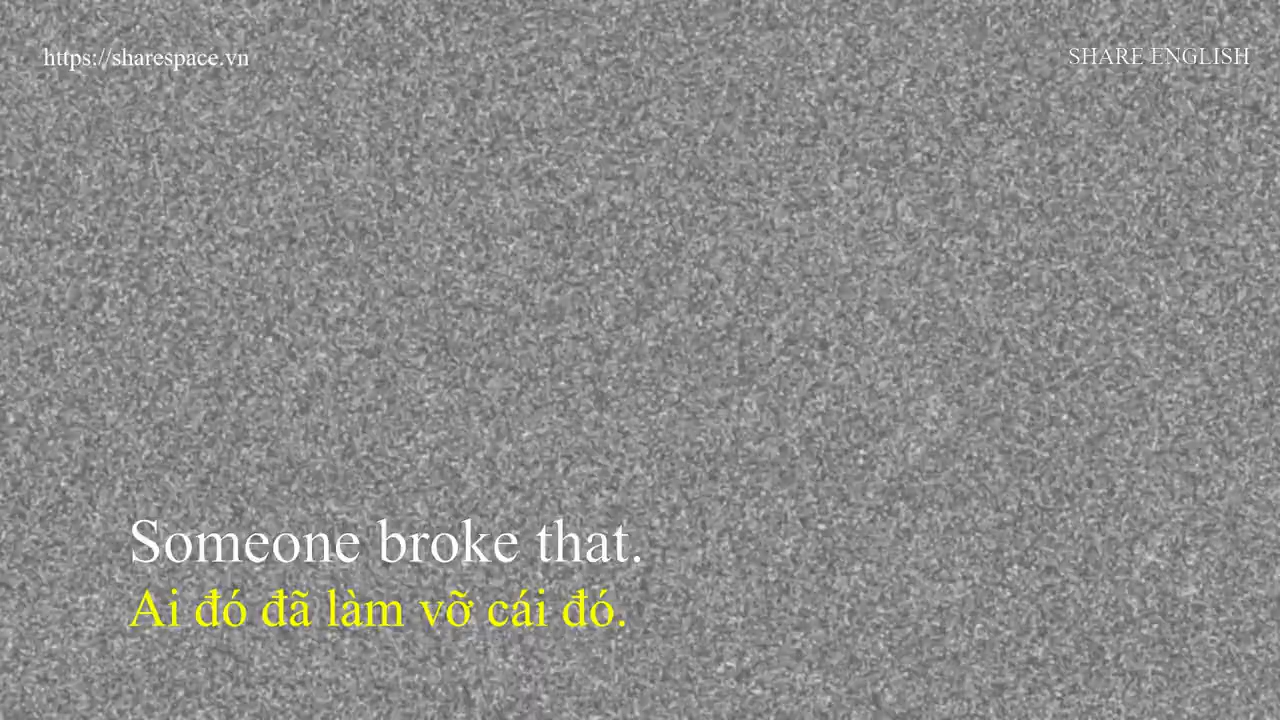 https://sharespace.vn
SHARE ENGLISH
Someone broke that.
Ai đó đã làm vỡ cái đó.